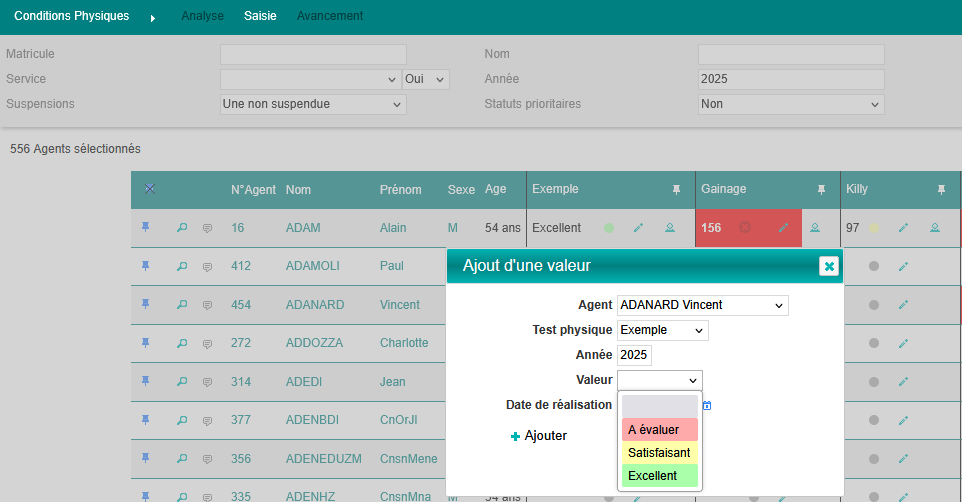 Conditions Physiques Analyse Saisie Avancement
Matricule Nom
Service Oui Année 2025
Suspensions Une non suspendue Statuts prioritaires Non
556 Agents sélectionnés
N°Agent Nom Prénom Sexe Age Exemple Gainage Killy
16 ADAM Alain M 54 ans Excellent 156 97
Ajout d'une valeur
412 ADAMOLI Paul
454 ADANARD Vincent
272 ADDOZZA Charlotte
314 ADEDI Jean
377 ADENBDI CnOrJl
356 ADENEDUZM CnsnMene
335 ADENHZ CnsnMna M 54 ans
Agent ADANARD Vincent
Test physique Exemple
Année 2025
Valeur
Date de réalisation
A évaluer
Satisfaisant
Excellent
Ajouter